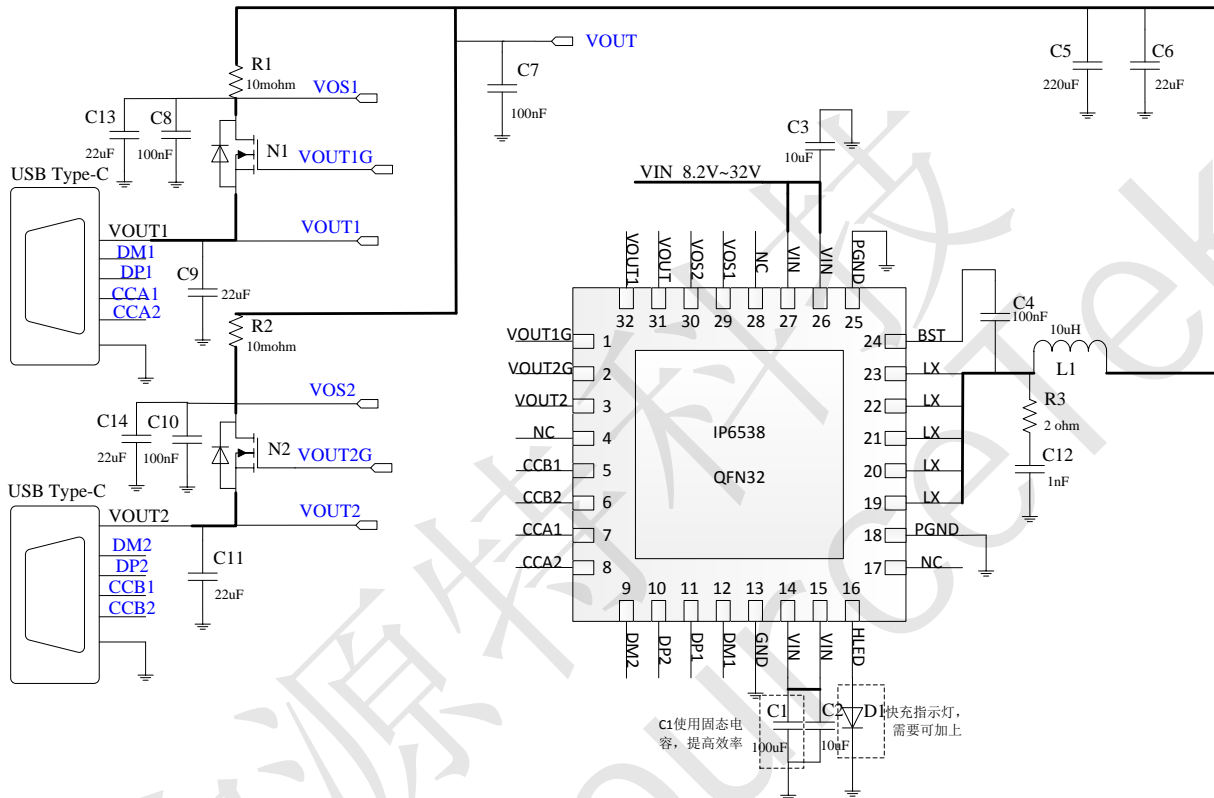 VOUT
R1
10mohm
VOS1
C13
C8
22uF
100nF
N1
VOUT1G
USB Type-C
VOUT1
VOUT1
DM1
DP1
CCA1
CCA2
C9
22uF
R2
10mohm
VOS2
C14
C10
22uF
100nF
N2
VOUT2G
USB Type-C
VOUT2
VOUT2
DM2
DP2
CCB1
CCB2
C11
22uF
C7
100nF
C5
220uF
C6
22uF
C3
10uF
VIN 8.2V~32V
VOUT1
VOUT
VOS2
VOS1
NC
VIN
VIN
PGND
32
31
30
29
28
27
26
25
VOUT1G 1
VOUT2G 2
VOUT2 3
NC 4
CCB1 5
CCB2 6
CCA1 7
CCA2 8
IP6538
QFN32
24 BST
23 LX
22 LX
21 LX
20 LX
19 LX
18 PGND
17 NC
C4
100nF
10uH
L1
R3
2 ohm
C12
1nF
9
10
11
12
13
14
15
16
DM2
DP2
DP1
DM1
GND
VIN
VIN
HLED
C1使用固态电
容，提高效率
C1
100uF
C2
10uF
D1
快充指示灯，
需要可加上
源特科技
ourceTek